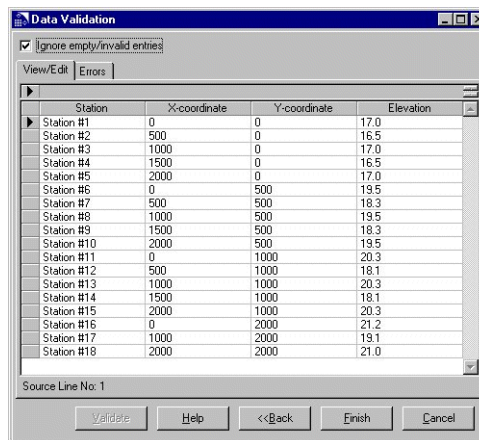 Data Validation
Ignore empty/invalid entries
View/Edit Errors
Station X-coordinate Y-coordinate Elevation
Station #1 0 0 17.0
Station #2 500 0 16.5
Station #3 1000 0 17.0
Station #4 1500 0 16.5
Station #5 2000 0 17.0
Station #6 0 500 19.5
Station #7 500 500 18.3
Station #8 1000 500 19.5
Station #9 1500 500 18.3
Station #10 2000 500 19.5
Station #11 0 1000 20.3
Station #12 500 1000 18.1
Station #13 1000 1000 20.3
Station #14 1500 1000 18.1
Station #15 2000 1000 20.3
Station #16 0 2000 21.2
Station #17 1000 2000 19.1
Station #18 2000 2000 21.0
Source Line No: 1
Validate Help <<Back Finish Cancel